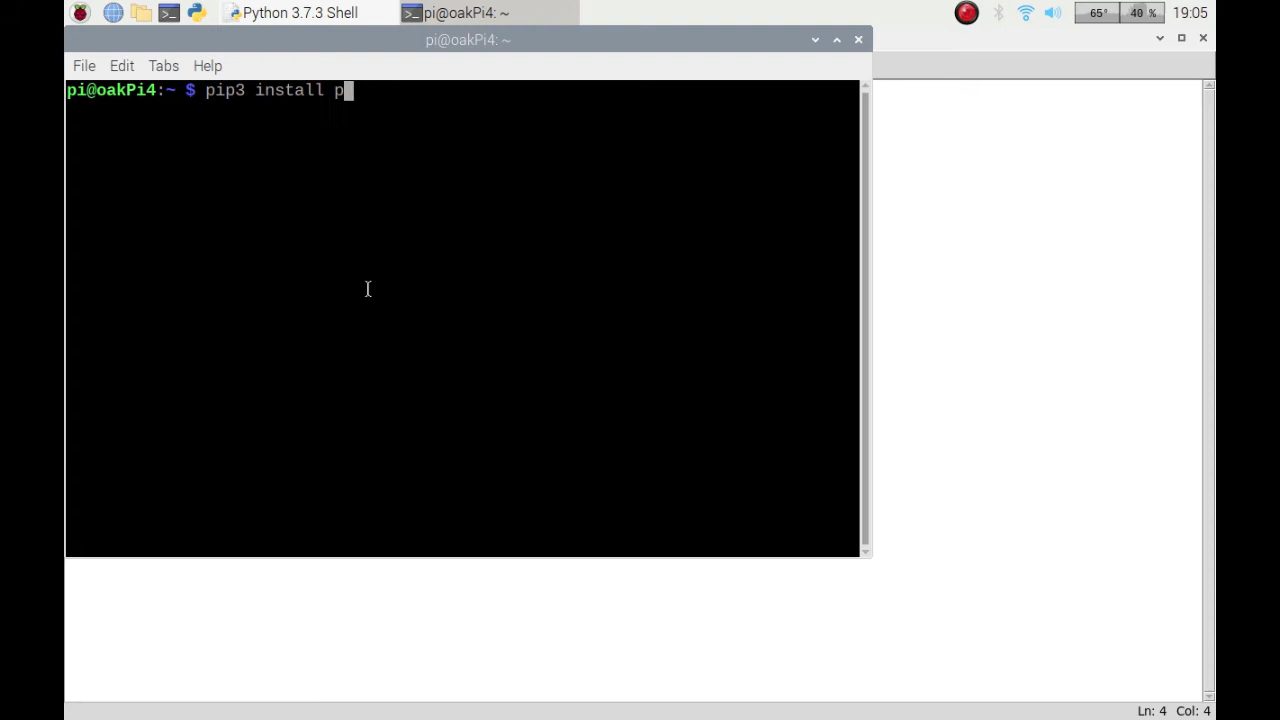 Python 3.7.3 Shell
pi@oakPi4: ~
65°
40 %
19:05
pi@oakPi4: ~
File Edit Tabs Help
pi@oakPi4:~ $ pip3 install p
Ln: 4 Col: 4